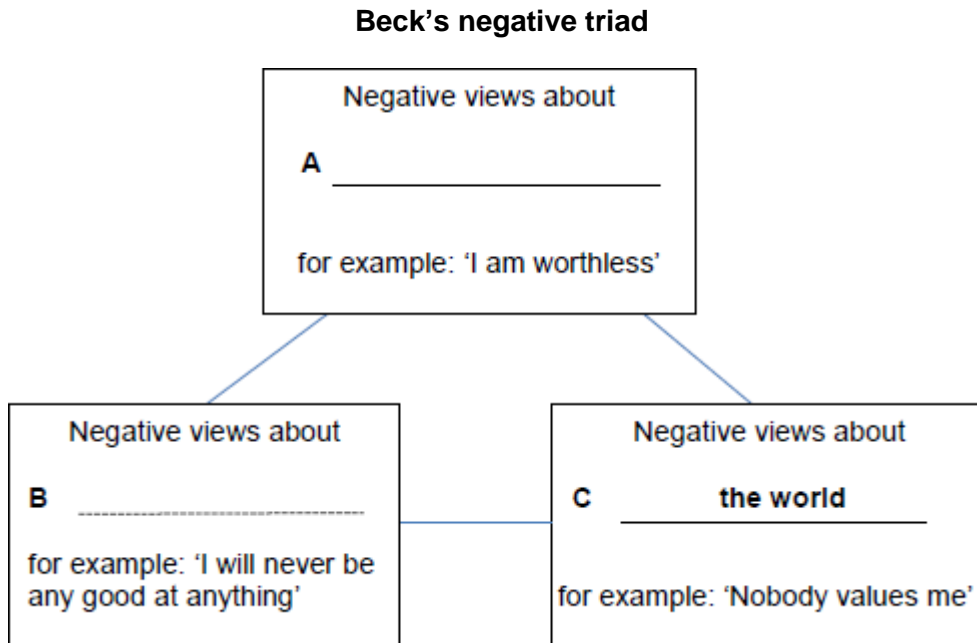 Beck’s negative triad
Negative views about
A
for example: ‘I am worthless’
Negative views about
B
for example: ‘I will never be
any good at anything’
Negative views about
C the world
for example: ‘Nobody values me’